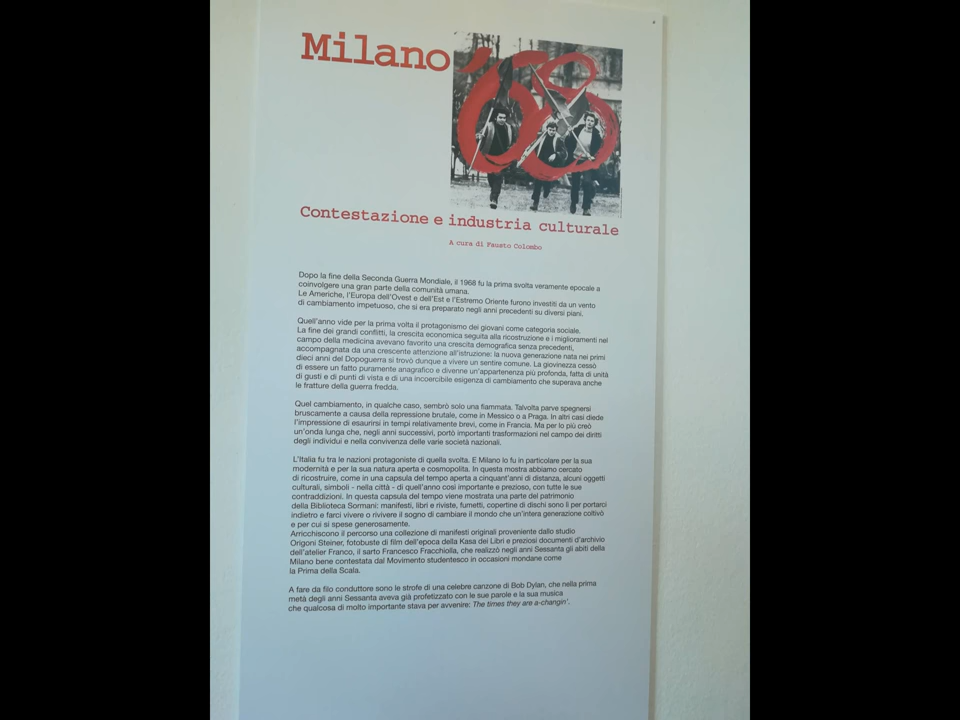 Milano '68
Contestazione e industria culturale
A cura di Fausto Colombo
Dopo la fine della Seconda Guerra Mondiale, il 1968 fu la prima svolta veramente epocale a
coinvolgere una gran parte della comunità umana.
Le Americhe, l'Europa dell'Ovest e dell'Est e l'Estremo Oriente furono investiti da un vento
di cambiamento impetuoso, che si era preparato negli anni precedenti su diversi piani.
Quell'anno vide per la prima volta il protagonismo dei giovani come categoria sociale.
La fine dei grandi conflitti, la crescita economica seguita alla ricostruzione e i miglioramenti nel
campo della medicina avevano favorito una crescita demografica senza precedenti,
accompagnata da una crescente attenzione all'istruzione: la nuova generazione nata nei primi
dieci anni del Dopoguerra si trovò dunque a vivere un sentire comune. La giovinezza cessò
di essere un fatto puramente anagrafico e divenne un'appartenenza più profonda, fatta di unità
di gusti e di punti di vista e di una incoercibile esigenza di cambiamento che superava anche
le fratture della guerra fredda.
Quel cambiamento, in qualche caso, sembrò solo una fiammata. Talvolta parve spegnersi
bruscamente a causa della repressione brutale, come in Messico o a Praga. In altri casi diede
l'impressione di esaurirsi in tempi relativamente brevi, come in Francia. Ma per lo più creò
un'onda lunga che, negli anni successivi, portò importanti trasformazioni nel campo dei diritti
degli individui e nella convivenza delle varie società nazionali.
L'Italia fu tra le nazioni protagoniste di quella svolta. E Milano lo fu in particolare per la sua
modernità e per la sua natura aperta e cosmopolita. In questa mostra abbiamo cercato
di ricostruire, come in una capsula del tempo aperta a cinquant'anni di distanza, alcuni oggetti
culturali, simboli - nella città - di quell'anno così importante e prezioso, con tutte le sue
contraddizioni. In questa capsula del tempo viene mostrata una parte del patrimonio
della Biblioteca Sormani: manifesti, libri e riviste, fumetti, copertine di dischi sono lì per portarci
indietro e farci vivere o rivivere il sogno di cambiare il mondo che un'intera generazione coltivò
e per cui si spese generosamente.
Arricchiscono il percorso una collezione di manifesti originali proveniente dallo studio
Origoni Steiner, fotobuste di film dell'epoca della Kasa dei Libri e preziosi documenti d'archivio
dell'atelier Franco, il sarto Francesco Fracchiolla, che realizzò negli anni Sessanta gli abiti della
Milano bene contestata dal Movimento studentesco in occasioni mondane come
la Prima della Scala.
A fare da filo conduttore sono le strofe di una celebre canzone di Bob Dylan, che nella prima
metà degli anni Sessanta aveva già profetizzato con le sue parole e la sua musica
che qualcosa di molto importante stava per avvenire: The times they are a-changin'.